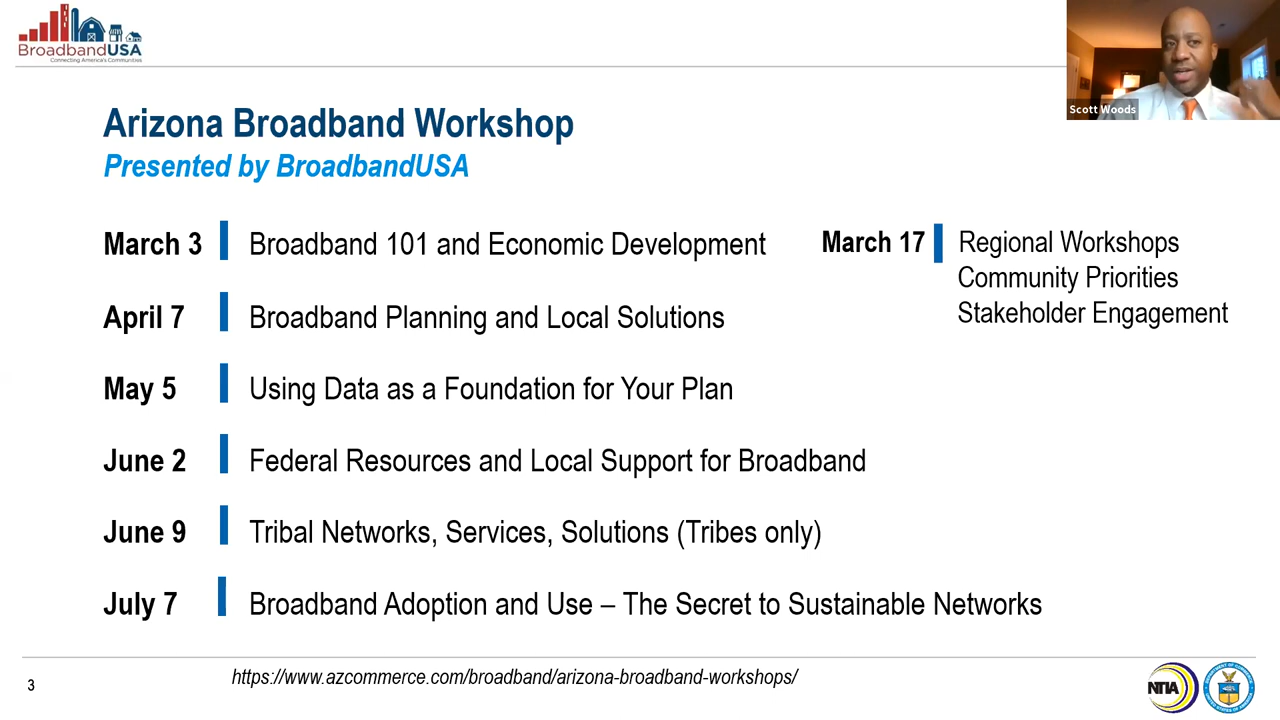 BroadbandUSA
Connecting America's Communities
Scott Woods
Arizona Broadband Workshop
Presented by BroadbandUSA
March 3 Broadband 101 and Economic Development
March 17 Regional Workshops
Community Priorities
Stakeholder Engagement
April 7 Broadband Planning and Local Solutions
May 5 Using Data as a Foundation for Your Plan
June 2 Federal Resources and Local Support for Broadband
June 9 Tribal Networks, Services, Solutions (Tribes only)
July 7 Broadband Adoption and Use – The Secret to Sustainable Networks
3
https://www.azcommerce.com/broadband/arizona-broadband-workshops/
NTIA